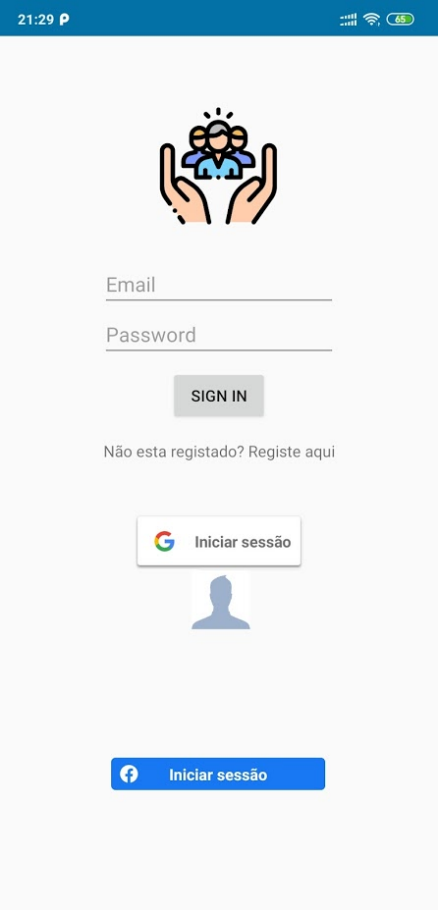 21:29
65
Email
Password
SIGN IN
Não esta registado? Registe aqui
Iniciar sessão
Iniciar sessão